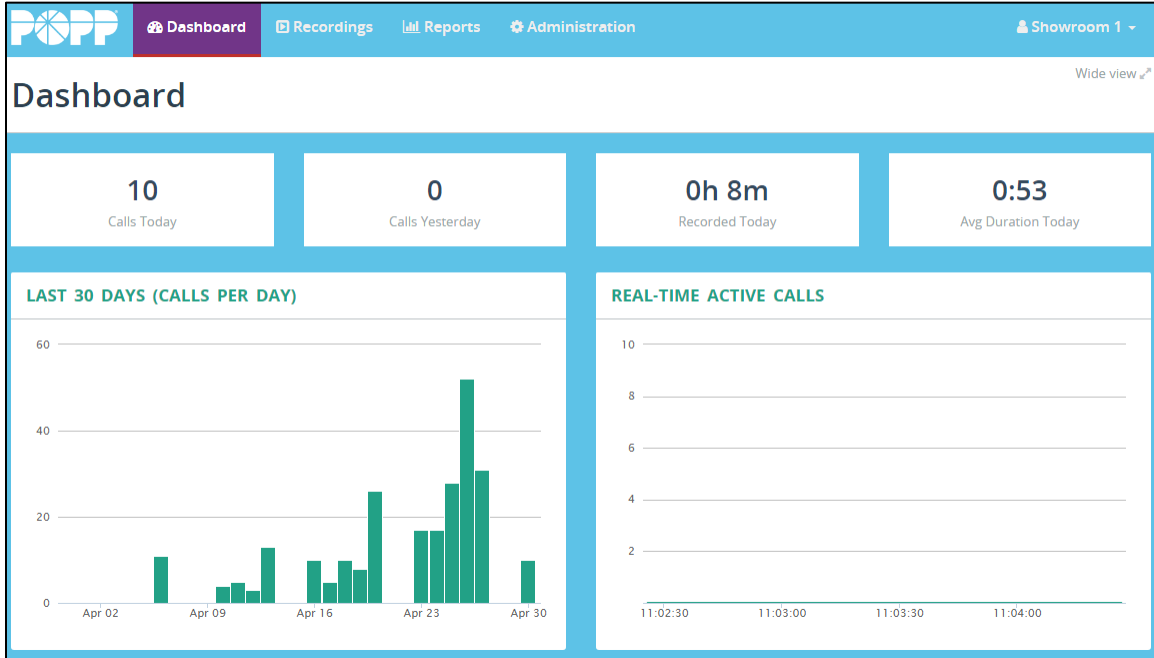 POPP Dashboard Recordings Reports Administration Showroom 1
Wide view
Dashboard
10 0 0h 8m 0:53
Calls Today Calls Yesterday Recorded Today Avg Duration Today
LAST 30 DAYS (CALLS PER DAY)
60
40
20
0
Apr 02 Apr 09 Apr 16 Apr 23 Apr 30
REAL-TIME ACTIVE CALLS
10
8
6
4
2
11:02:30 11:03:00 11:03:30 11:04:00